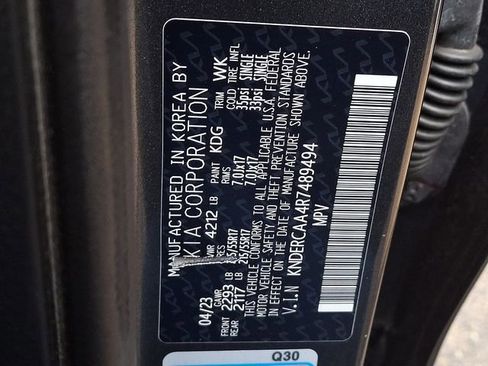 MANUFACTURED IN KOREA BY
KIA CORPORATION
04/23 GVWR 4212 LB PAINT KDG TRIM WK
GAWR TIRES RIMS COLD TIRE INFL
FRONT 2293 LB 215/55R17 7.0Jx17 35psi SINGLE
REAR 2117 LB 215/55R17 7.0Jx17 33psi SINGLE
THIS VEHICLE CONFORMS TO ALL APPLICABLE U.S.A. FEDERAL
MOTOR VEHICLE SAFETY AND THEFT PREVENTION STANDARDS
IN EFFECT ON THE DATE OF MANUFACTURE SHOWN ABOVE.
V.I.N KNDERCAA4R7489494
MPV
Q30